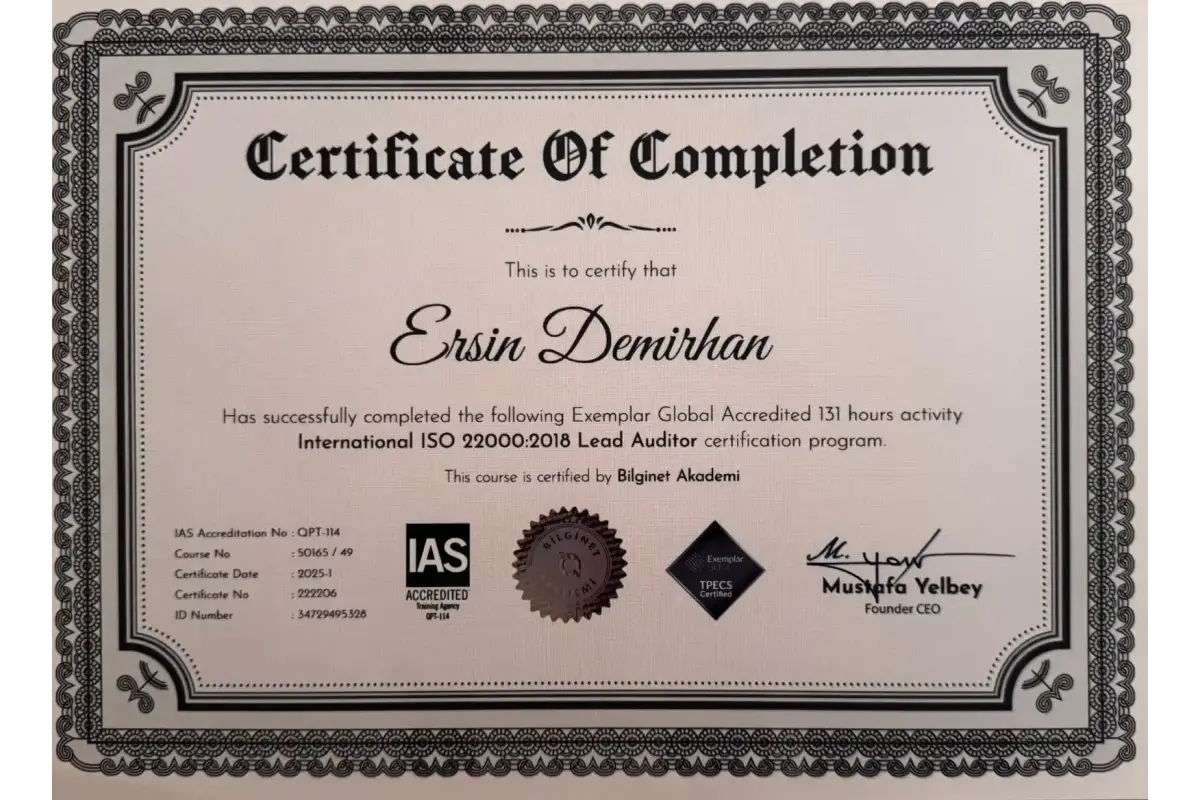 Certificate Of Completion
This is to certify that
Ersin Demirhan
Has successfully completed the following Exemplar Global Accredited 131 hours activity
International ISO 22000:2018 Lead Auditor certification program.
This course is certified by Bilginet Akademi
IAS Accreditation No : QPT-114
Course No : 50165 / 49
Certificate Date : 2025-1
Certificate No : 222206
ID Number : 34729495328
IAS
ACCREDITED
Training Agency
QPT-114
BILGINET
Exemplar
TPECS
Certified
Mustafa Yelbey
Founder CEO